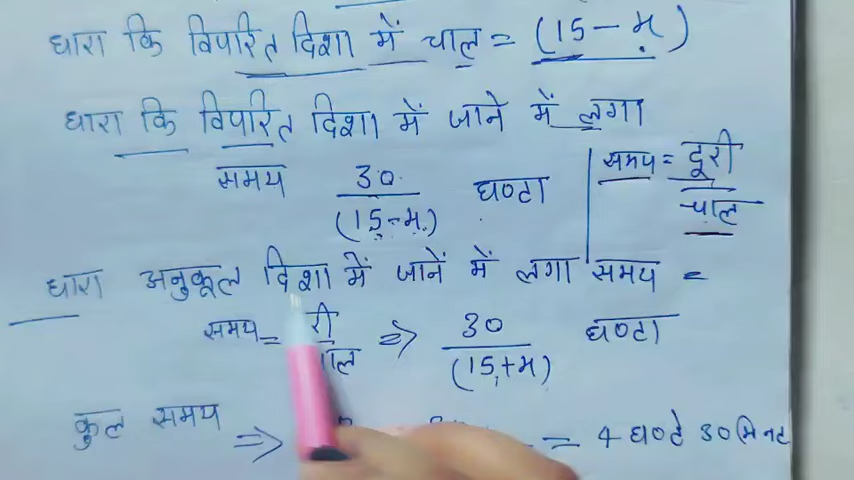 धारा कि विपरित दिशा में चाल = (15 - म)
धारा कि विपरित दिशा में जाने में लगा
समय 30/(15-म) घण्टा
समय = दूरी/चाल
धारा अनुकूल दिशा में जानें में लगा समय =
समय = ⇒ 30/(15+म) घण्टा
कुल समय ⇒ = 4 घण्टे 30 मिनट